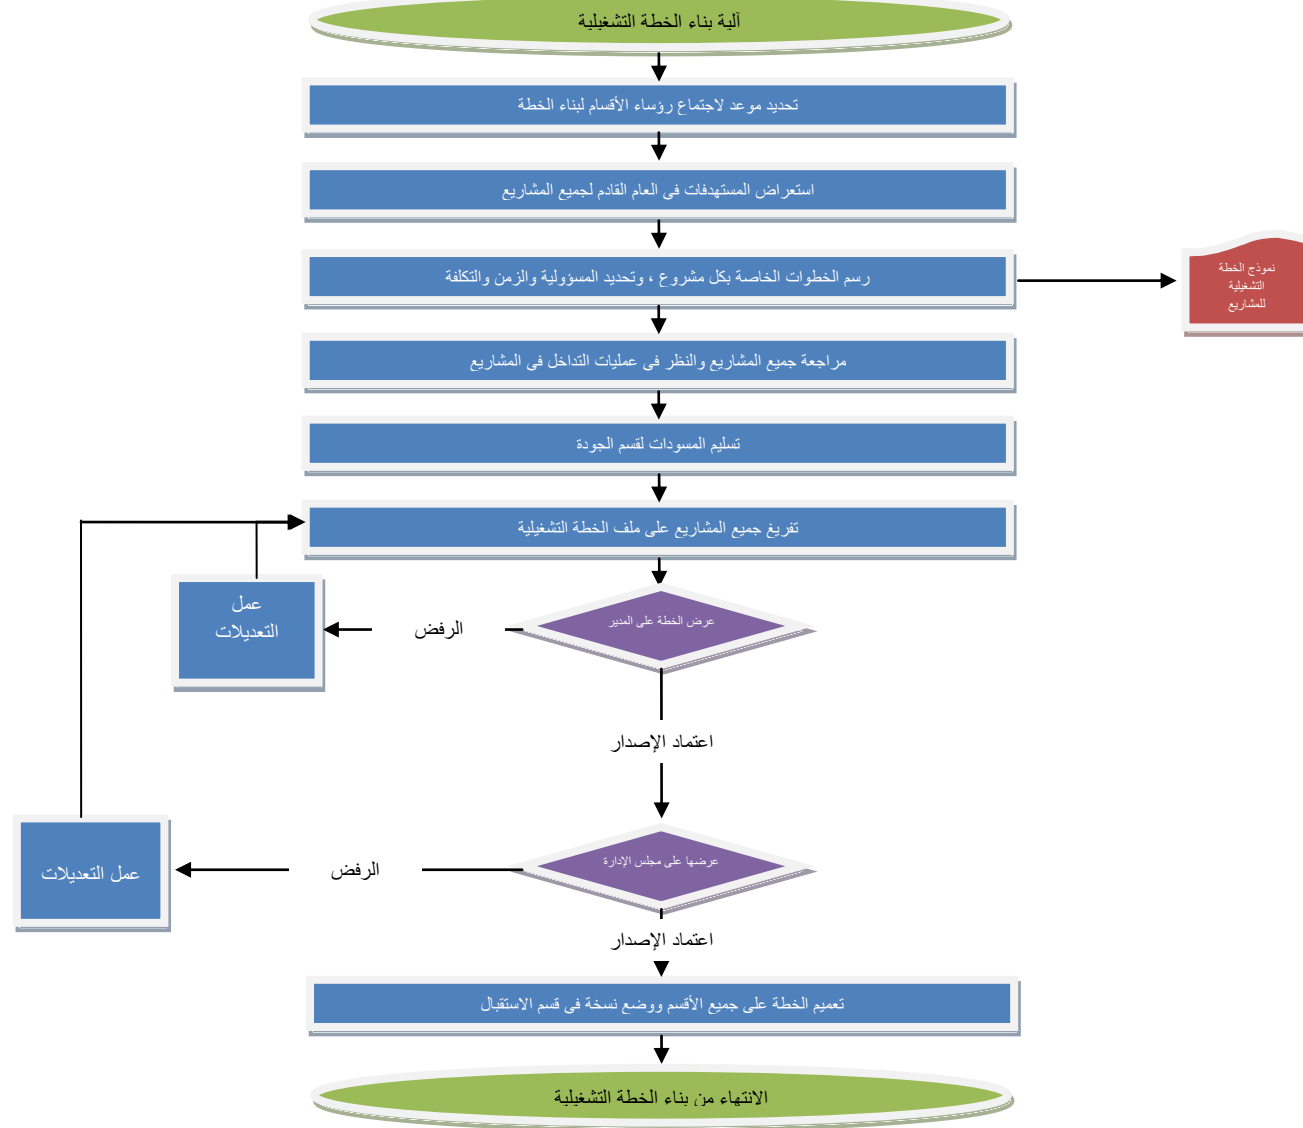 آلية بناء الخطة التشغيلية
تحديد موعد لاجتماع رؤساء الأقسام لبناء الخطة
استعراض المستهدفات فى العام القادم لجميع المشاريع
رسم الخطوات الخاصة بكل مشروع ، وتحديد المسؤولية والزمن والتكلفة
نموذج الخطة
التشغيلية
للمشاريع
مراجعة جميع المشاريع والنظر فى عمليات التداخل فى المشاريع
تسليم المسودات لقسم الجودة
تفريغ جميع المشاريع على ملف الخطة التشغيلية
عرض الخطة على المدير
الرفض
عمل
التعديلات
اعتماد الإصدار
عرضها على مجلس الإدارة
الرفض
عمل التعديلات
اعتماد الإصدار
تعميم الخطة على جميع الأقسم ووضع نسخة فى قسم الاستقبال
الانتهاء من بناء الخطة التشغيلية